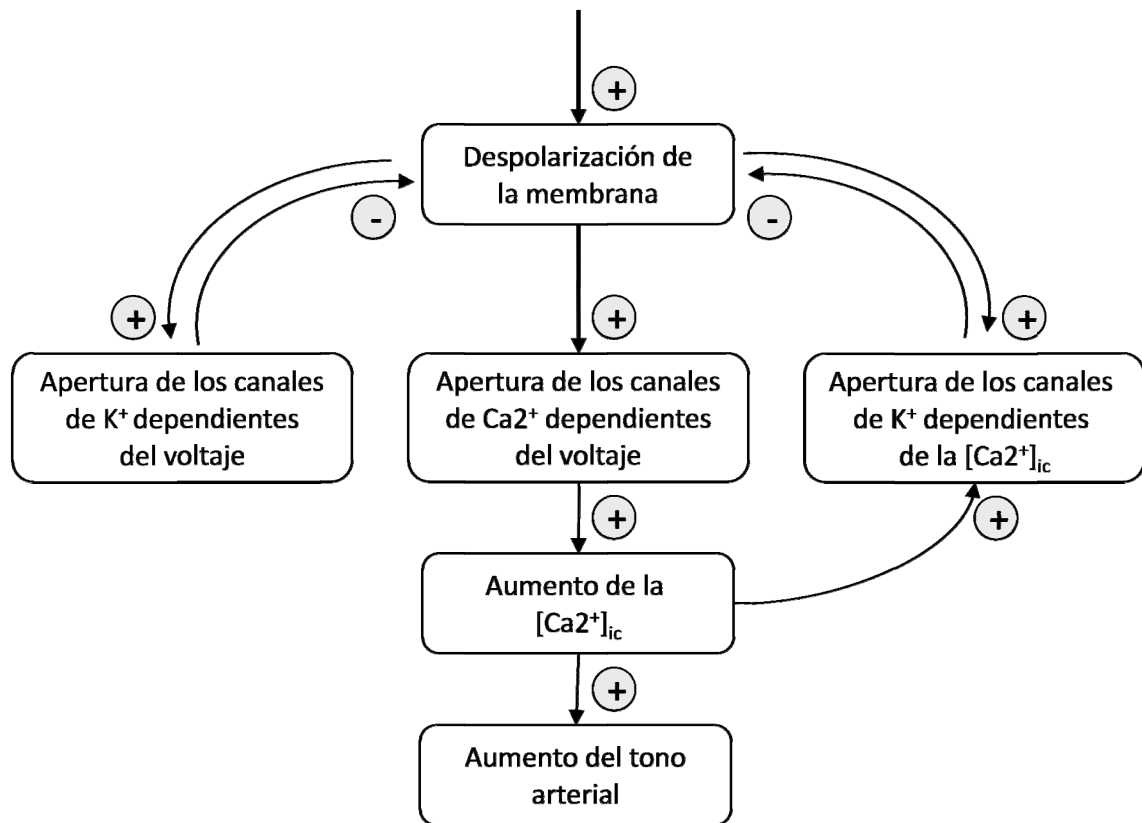 +
Despolarización de
la membrana
-
-
+
+
+
Apertura de los canales
de K⁺ dependientes
del voltaje
Apertura de los canales
de Ca2⁺ dependientes
del voltaje
Apertura de los canales
de K⁺ dependientes
de la [Ca2⁺]ic
+
+
Aumento de la
[Ca2⁺]ic
+
Aumento del tono
arterial